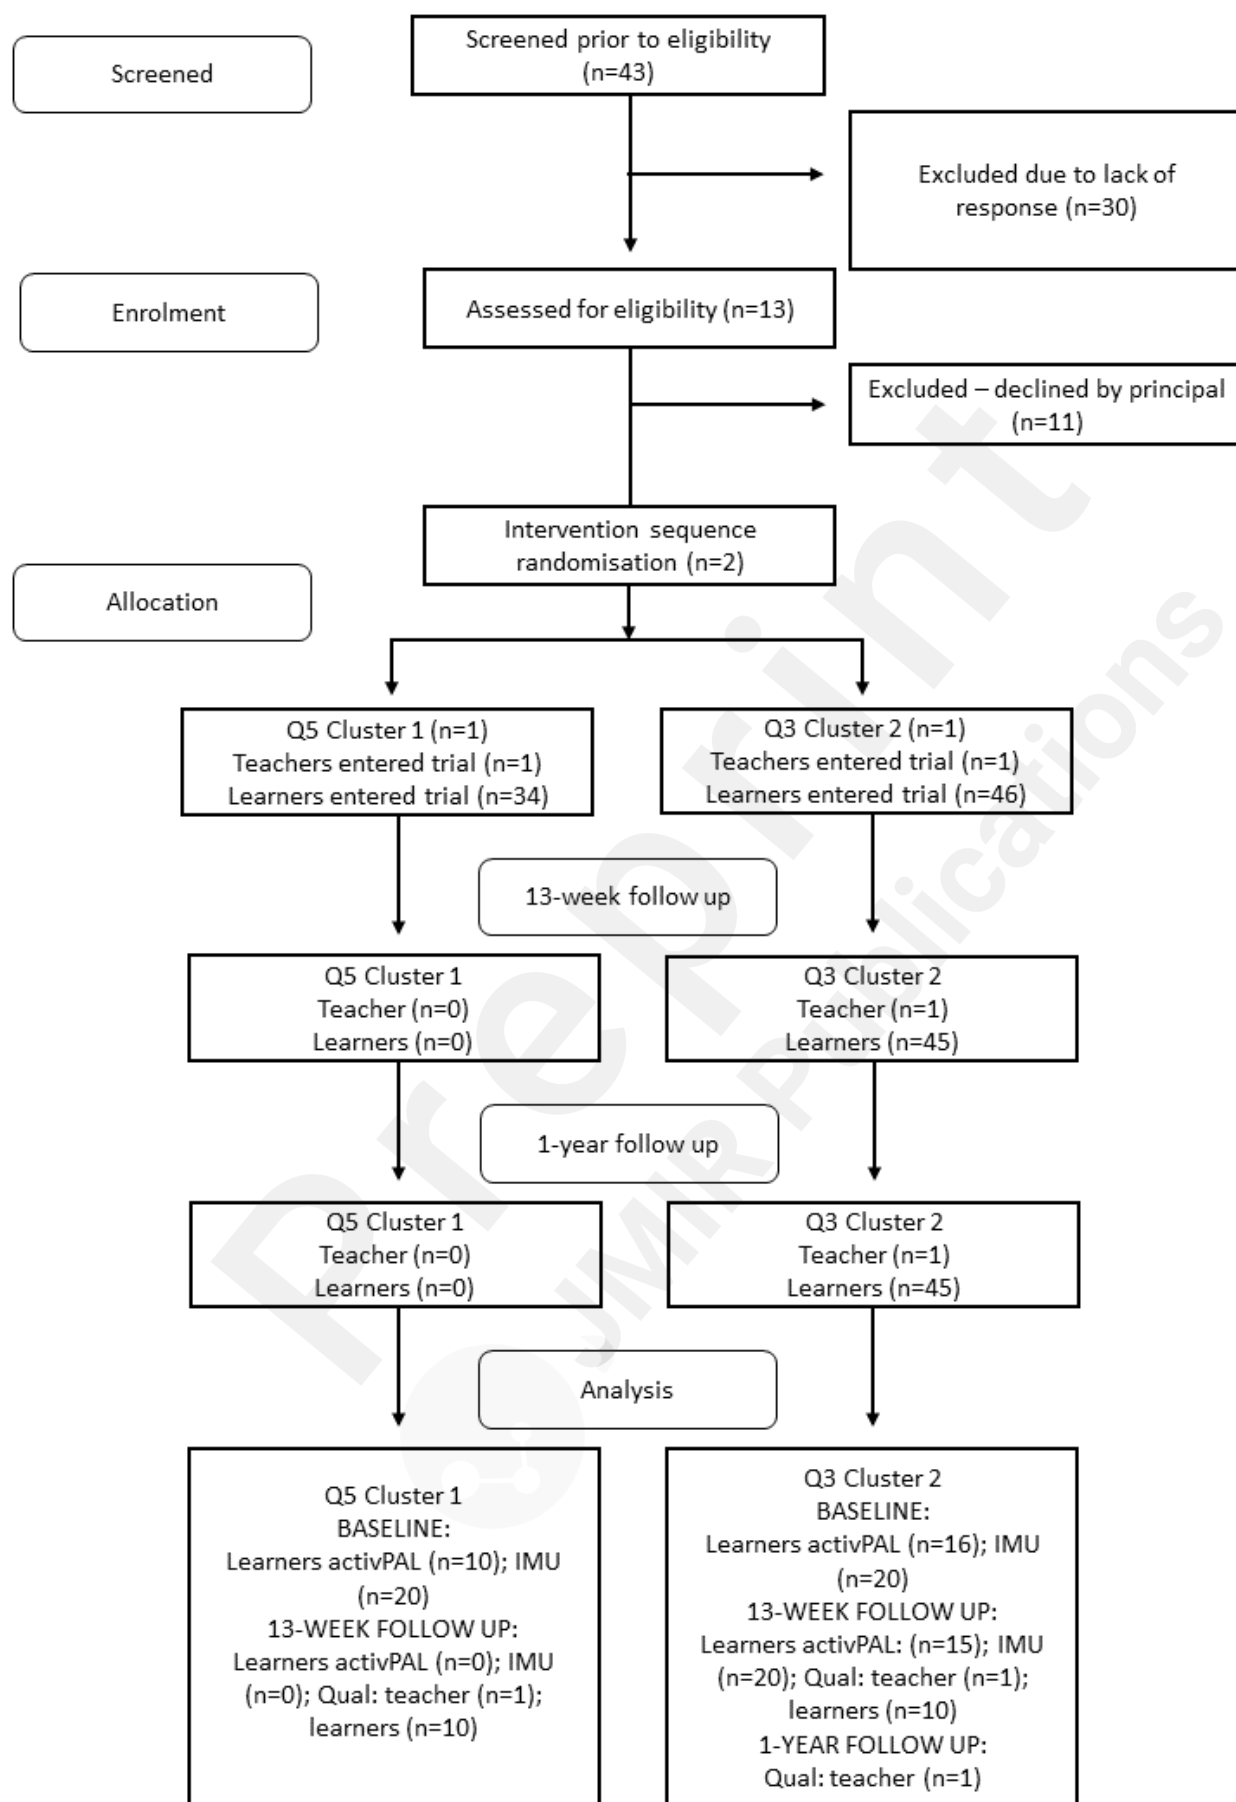 Screened prior to eligibility
(n=43)
Screened
Excluded due to lack of
response (n=30)
Enrolment
Assessed for eligibility (n=13)
Excluded – declined by principal
(n=11)
Intervention sequence
randomisation (n=2)
Allocation
Q5 Cluster 1 (n=1)
Teachers entered trial (n=1)
Learners entered trial (n=34)
Q3 Cluster 2 (n=1)
Teachers entered trial (n=1)
Learners entered trial (n=46)
13-week follow up
Q5 Cluster 1
Teacher (n=0)
Learners (n=0)
Q3 Cluster 2
Teacher (n=1)
Learners (n=45)
1-year follow up
Q5 Cluster 1
Teacher (n=0)
Learners (n=0)
Q3 Cluster 2
Teacher (n=1)
Learners (n=45)
Analysis
Q5 Cluster 1
BASELINE:
Learners activPAL (n=10); IMU
(n=20)
13-WEEK FOLLOW UP:
Learners activPAL (n=0); IMU
(n=0); Qual: teacher (n=1);
learners (n=10)
Q3 Cluster 2
BASELINE:
Learners activPAL (n=16); IMU
(n=20)
13-WEEK FOLLOW UP:
Learners activPAL: (n=15); IMU
(n=20); Qual: teacher (n=1);
learners (n=10)
1-YEAR FOLLOW UP:
Qual: teacher (n=1)
Preprint
JMIR Publications